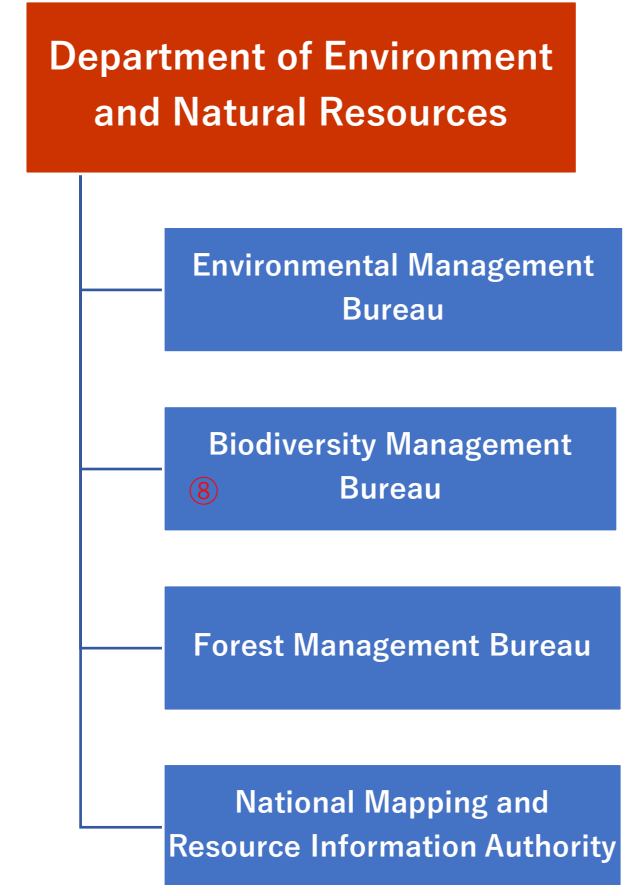 Department of Environment
and Natural Resources
Environmental Management
Bureau
Biodiversity Management
⑧ Bureau
Forest Management Bureau
National Mapping and
Resource Information Authority